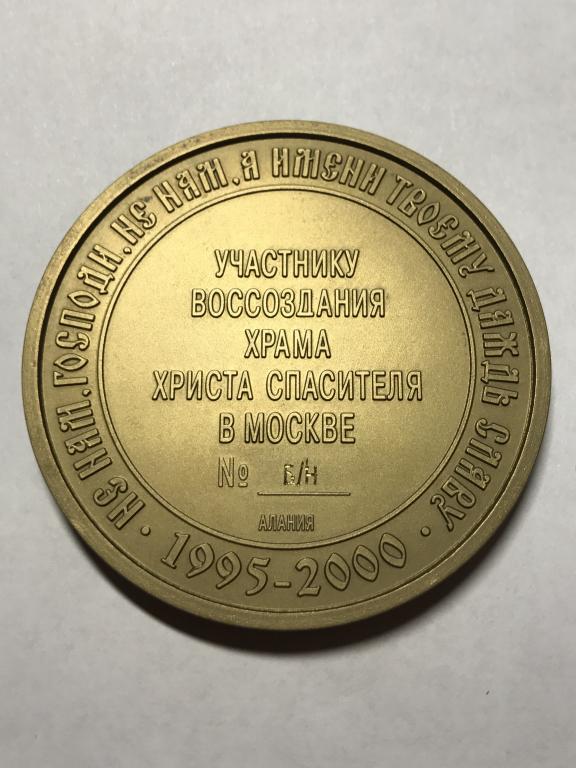 НЕ НАМ, ГОСПОДИ, НЕ НАМ, А ИМЕНИ ТВОЕМУ ДАЖДЬ СЛАВУ
УЧАСТНИКУ
ВОССОЗДАНИЯ
ХРАМА
ХРИСТА СПАСИТЕЛЯ
В МОСКВЕ
№ Б/Н
АЛАНИЯ
· 1995-2000 ·